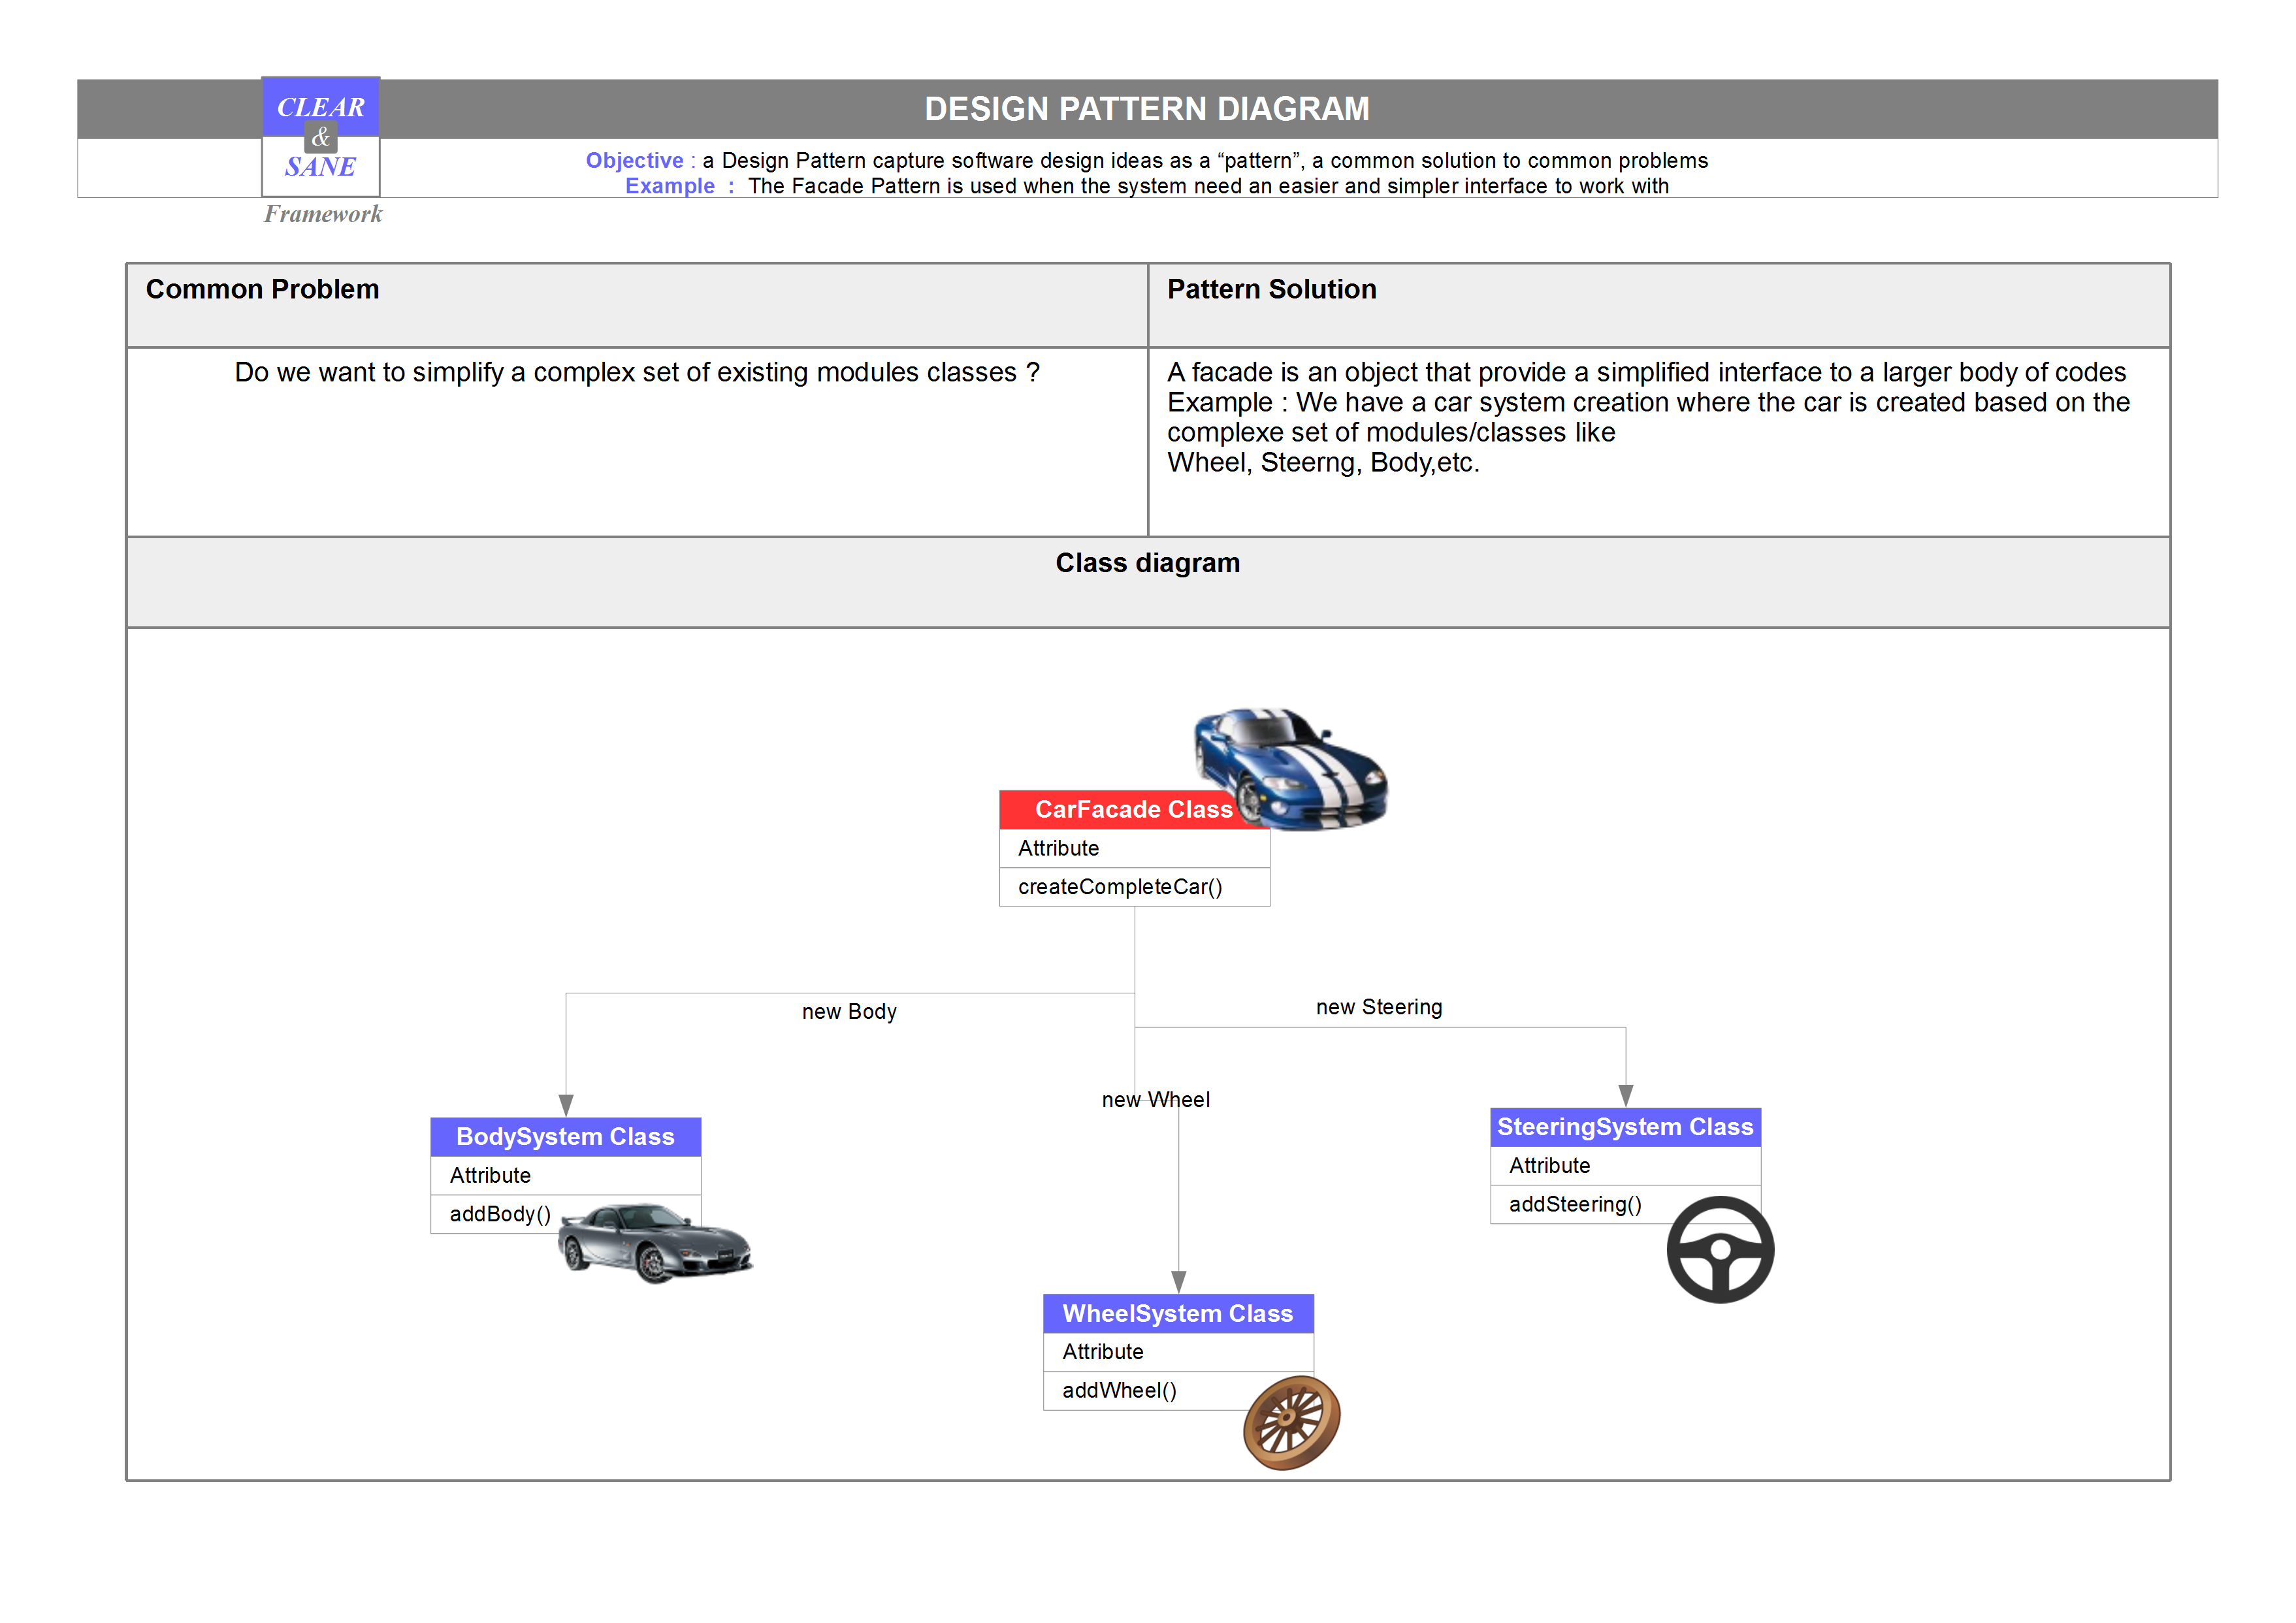 CLEAR
&
SANE
Framework
DESIGN PATTERN DIAGRAM
Objective : a Design Pattern capture software design ideas as a “pattern”, a common solution to common problems
Example : The Facade Pattern is used when the system need an easier and simpler interface to work with
Common Problem
Pattern Solution
Do we want to simplify a complex set of existing modules classes ?
A facade is an object that provide a simplified interface to a larger body of codes
Example : We have a car system creation where the car is created based on the
complexe set of modules/classes like
Wheel, Steerng, Body,etc.
Class diagram
CarFacade Class
Attribute
createCompleteCar()
new Body
new Steering
new Wheel
BodySystem Class
Attribute
addBody()
SteeringSystem Class
Attribute
addSteering()
WheelSystem Class
Attribute
addWheel()